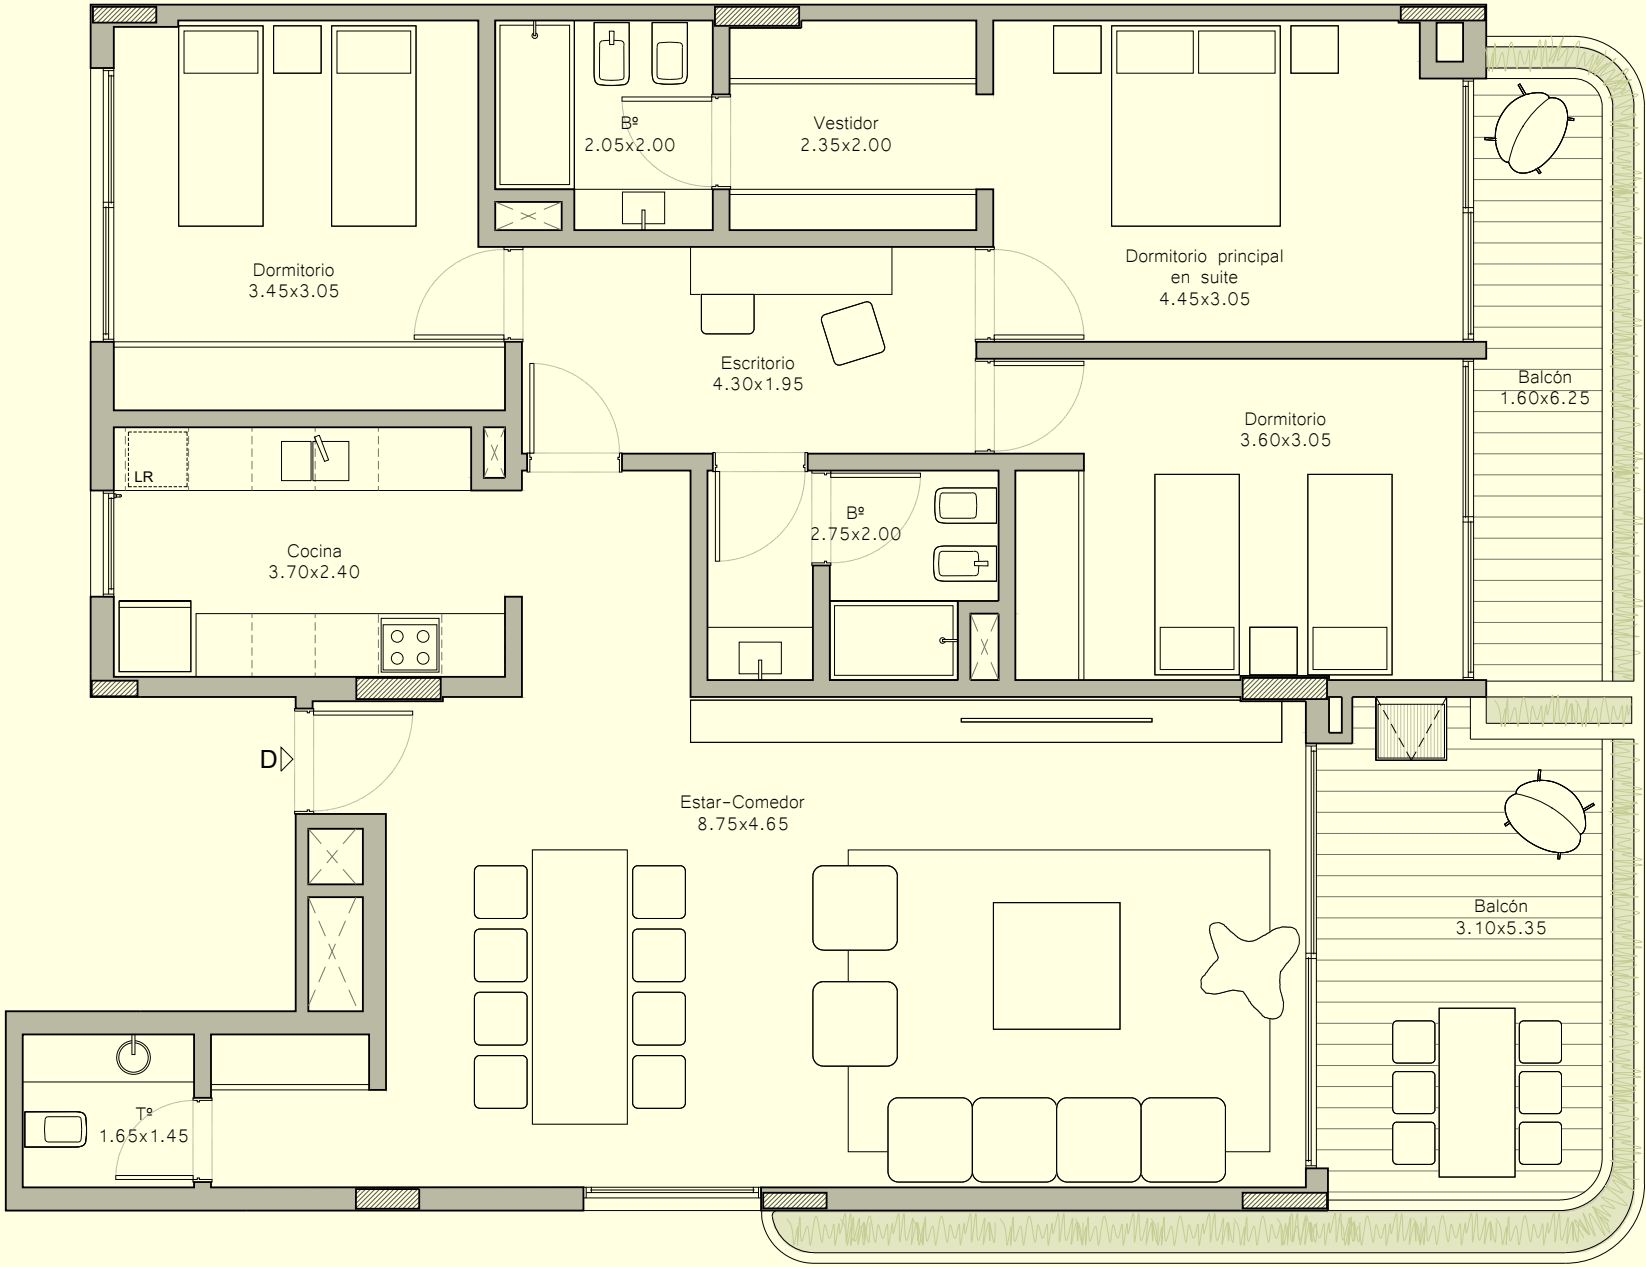 Bº
2.05x2.00
Vestidor
2.35x2.00
Dormitorio
3.45x3.05
Dormitorio principal
en suite
4.45x3.05
Escritorio
4.30x1.95
Balcón
1.60x6.25
Dormitorio
3.60x3.05
LR
Bº
2.75x2.00
Cocina
3.70x2.40
D
Estar-Comedor
8.75x4.65
Balcón
3.10x5.35
Tº
1.65x1.45